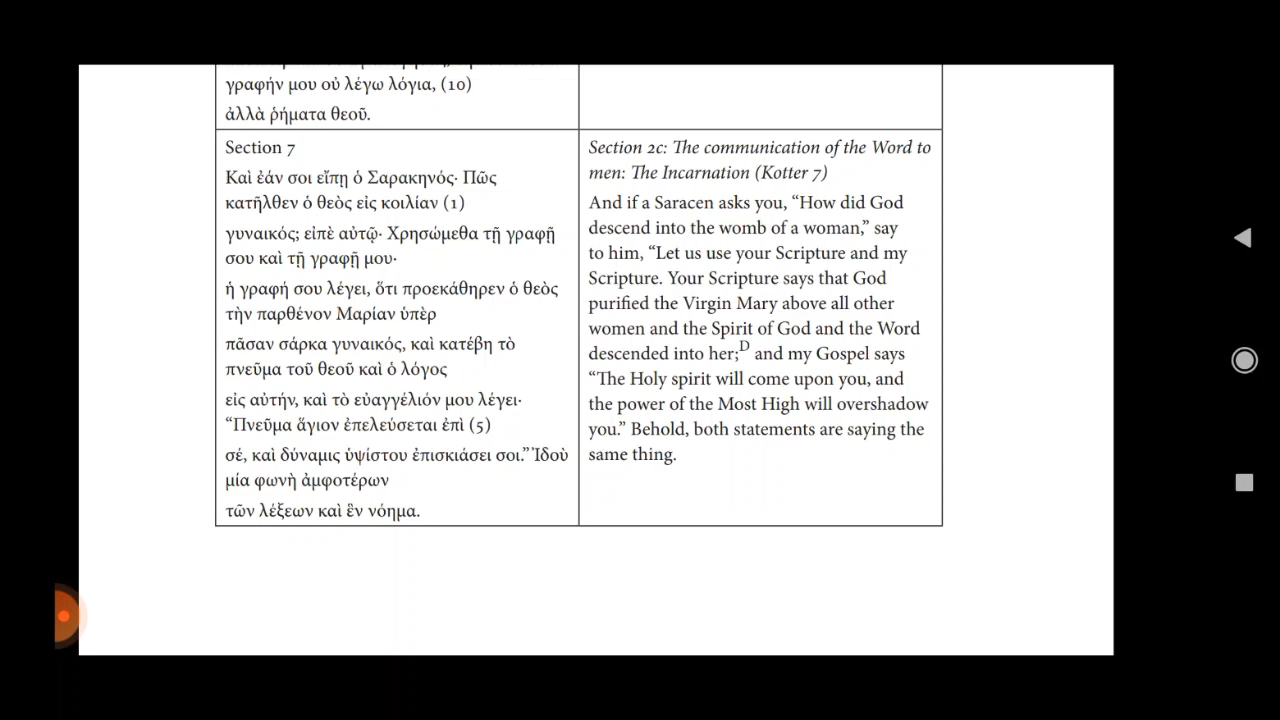 γραφήν μου οὐ λέγω λόγια, (10)
ἀλλὰ ῥήματα θεοῦ.
Section 7
Καὶ ἐάν σοι εἴπῃ ὁ Σαρακηνός· Πῶς
κατῆλθεν ὁ θεὸς εἰς κοιλίαν (1)
γυναικός; εἰπὲ αὐτῷ· Χρησώμεθα τῇ γραφῇ
σου καὶ τῇ γραφῇ μου·
ἡ γραφή σου λέγει, ὅτι προεκάθηρεν ὁ θεὸς
τὴν παρθένον Μαρίαν ὑπὲρ
πᾶσαν σάρκα γυναικός, καὶ κατέβη τὸ
πνεῦμα τοῦ θεοῦ καὶ ὁ λόγος
εἰς αὐτήν, καὶ τὸ εὐαγγέλιόν μου λέγει·
“Πνεῦμα ἅγιον ἐπελεύσεται ἐπὶ (5)
σέ, καὶ δύναμις ὑψίστου ἐπισκιάσει σοι.” Ἰδοὺ
μία φωνὴ ἀμφοτέρων
τῶν λέξεων καὶ ἓν νόημα.
Section 2c: The communication of the Word to
men: The Incarnation (Kotter 7)
And if a Saracen asks you, “How did God
descend into the womb of a woman,” say
to him, “Let us use your Scripture and my
Scripture. Your Scripture says that God
purified the Virgin Mary above all other
women and the Spirit of God and the Word
descended into her;D and my Gospel says
“The Holy spirit will come upon you, and
the power of the Most High will overshadow
you.” Behold, both statements are saying the
same thing.